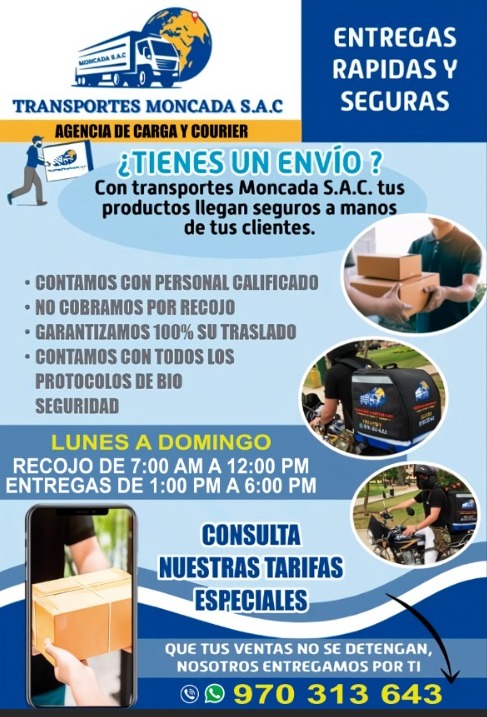 MONCADA S.A.C
TRANSPORTES MONCADA S.A.C
AGENCIA DE CARGA Y COURIER
ENTREGAS
RAPIDAS Y
SEGURAS
¿TIENES UN ENVÍO ?
Con transportes Moncada S.A.C. tus
productos llegan seguros a manos
de tus clientes.
• CONTAMOS CON PERSONAL CALIFICADO
• NO COBRAMOS POR RECOJO
• GARANTIZAMOS 100% SU TRASLADO
• CONTAMOS CON TODOS LOS
PROTOCOLOS DE BIO
SEGURIDAD
LUNES A DOMINGO
RECOJO DE 7:00 AM A 12:00 PM
ENTREGAS DE 1:00 PM A 6:00 PM
CONSULTA
NUESTRAS TARIFAS
ESPECIALES
QUE TUS VENTAS NO SE DETENGAN,
NOSOTROS ENTREGAMOS POR TI
970 313 643